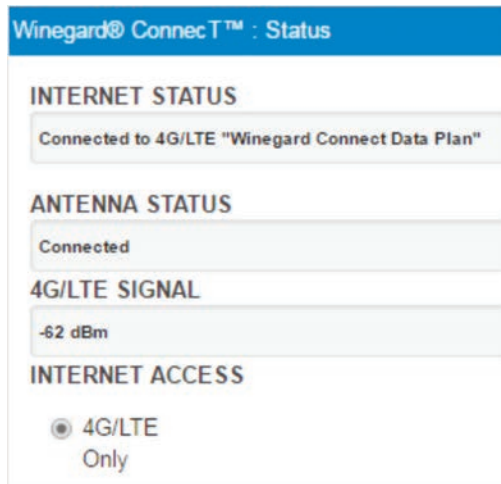 Winegard® ConnecT™ : Status
INTERNET STATUS
Connected to 4G/LTE "Winegard Connect Data Plan"
ANTENNA STATUS
Connected
4G/LTE SIGNAL
-62 dBm
INTERNET ACCESS
4G/LTE
Only